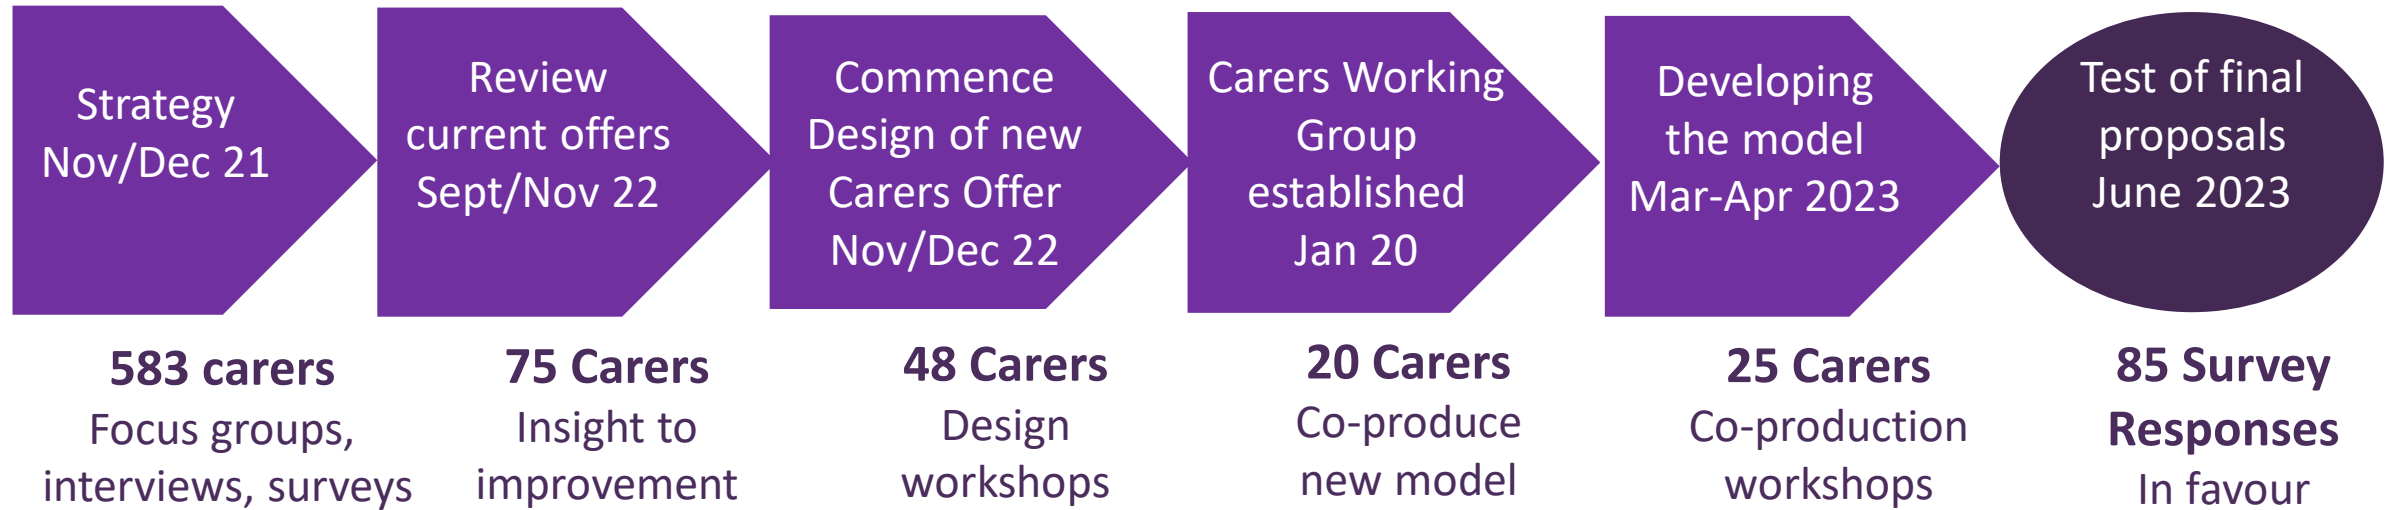 Strategy
Nov/Dec 21
Review
current offers
Sept/Nov 22
Commence
Design of new
Carers Offer
Nov/Dec 22
Carers Working
Group
established
Jan 20
Developing
the model
Mar-Apr 2023
Test of final
proposals
June 2023
583 carers
Focus groups,
interviews, surveys
75 Carers
Insight to
improvement
48 Carers
Design
workshops
20 Carers
Co-produce
new model
25 Carers
Co-production
workshops
85 Survey
Responses
In favour